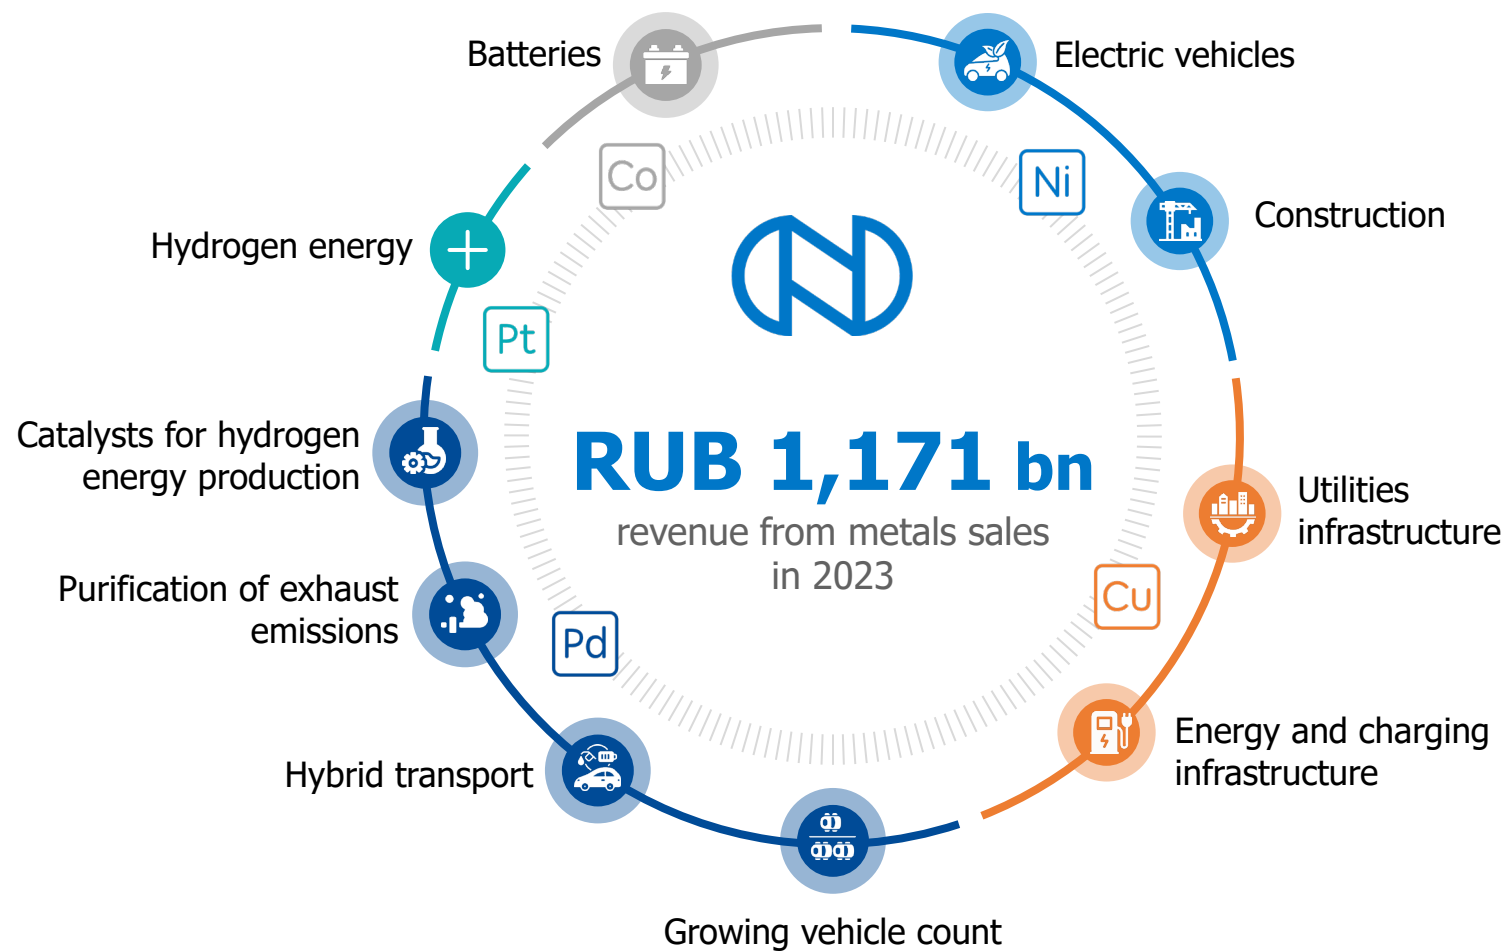 Batteries
Electric vehicles
Co
Ni
Construction
Hydrogen energy
Pt
Catalysts for hydrogen
energy production
RUB 1,171 bn
revenue from metals sales
in 2023
Utilities
infrastructure
Purification of exhaust
emissions
Cu
Pd
Energy and charging
infrastructure
Hybrid transport
Growing vehicle count